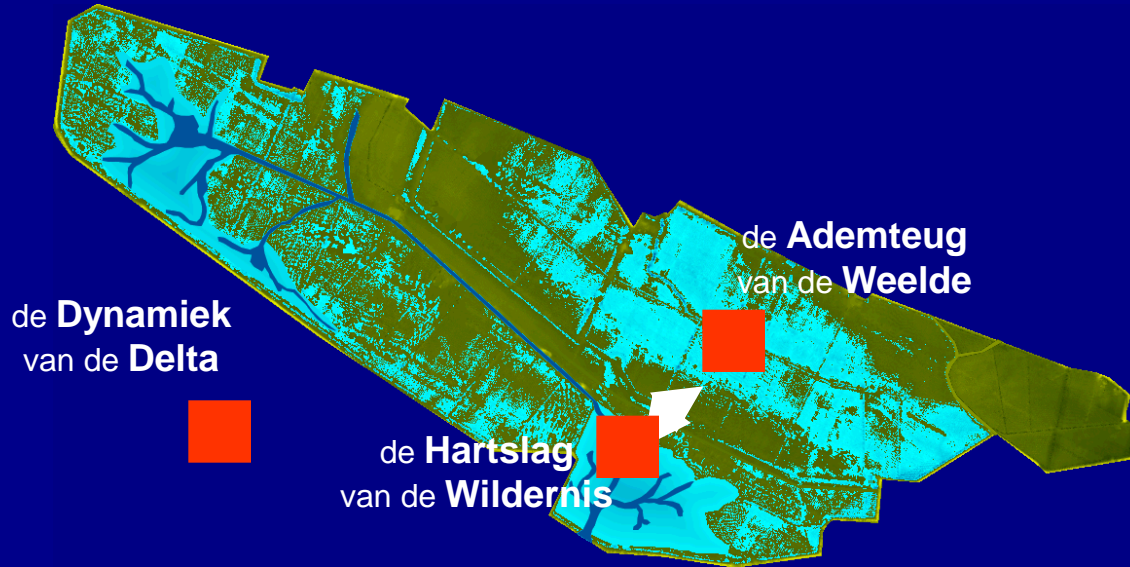 de Ademteug
van de Weelde
de Dynamiek
van de Delta
de Hartslag
van de Wildernis